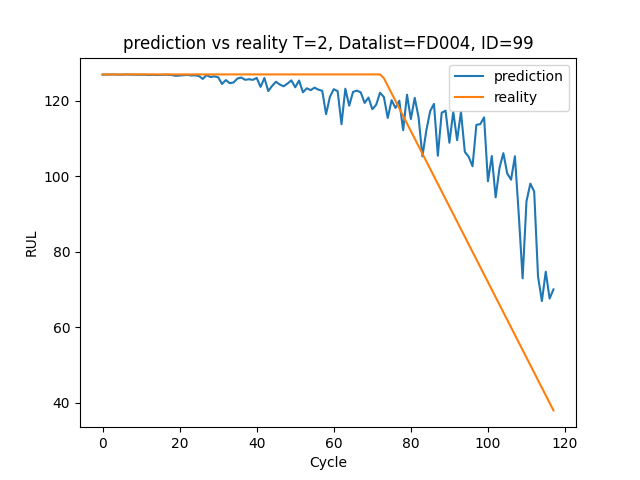 prediction vs reality T=2, Datalist=FD004, ID=99
prediction
reality
RUL
120
100
80
60
40
0 20 40 60 80 100 120
Cycle